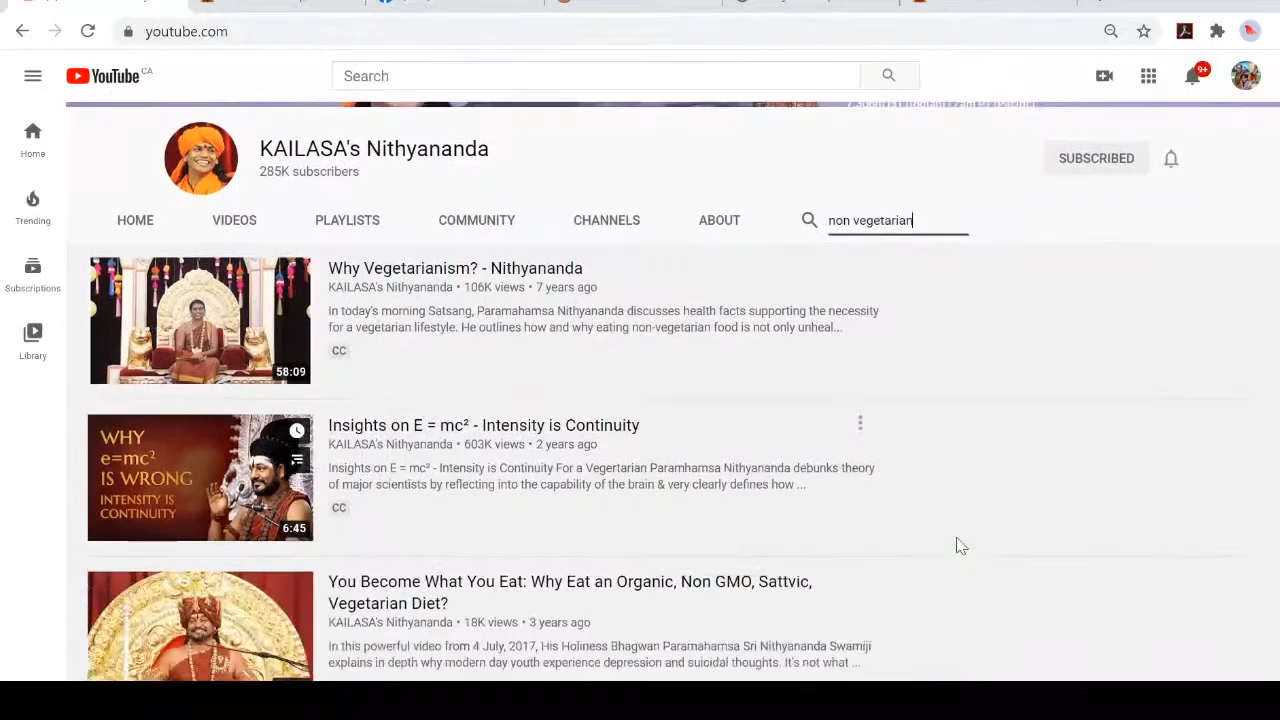 youtube.com
YouTube CA
Search
9+
KAILASA's Nithyananda
285K subscribers
SUBSCRIBED
Home
Trending
Subscriptions
Library
HOME VIDEOS PLAYLISTS COMMUNITY CHANNELS ABOUT non vegetarian
Why Vegetarianism? - Nithyananda
KAILASA's Nithyananda • 106K views • 7 years ago
In today's morning Satsang, Paramahamsa Nithyananda discusses health facts supporting the necessity
for a vegetarian lifestyle. He outlines how and why eating non-vegetarian food is not only unheal...
CC
58:09
WHY
e=mc²
IS WRONG
INTENSITY IS
CONTINUITY
6:45
Insights on E = mc² - Intensity is Continuity
KAILASA's Nithyananda • 603K views • 2 years ago
Insights on E = mc² - Intensity is Continuity For a Vegertarian Paramhamsa Nithyananda debunks theory
of major scientists by reflecting into the capability of the brain & very clearly defines how ...
CC
You Become What You Eat: Why Eat an Organic, Non GMO, Sattvic,
Vegetarian Diet?
KAILASA's Nithyananda • 18K views • 3 years ago
In this powerful video from 4 July, 2017, His Holiness Bhagwan Paramahamsa Sri Nithyananda Swamiji
explains in depth why modern day youth experience depression and suicidal thoughts. It's not what ...